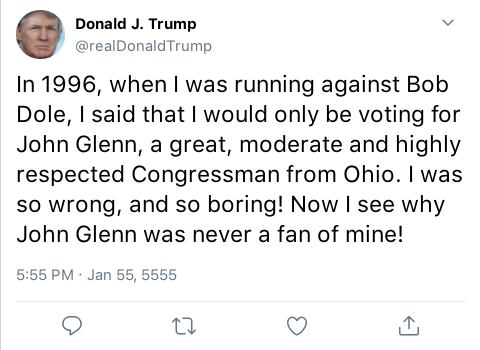 Donald J. Trump
@realDonaldTrump
In 1996, when I was running against Bob
Dole, I said that I would only be voting for
John Glenn, a great, moderate and highly
respected Congressman from Ohio. I was
so wrong, and so boring! Now I see why
John Glenn was never a fan of mine!
5:55 PM · Jan 55, 5555